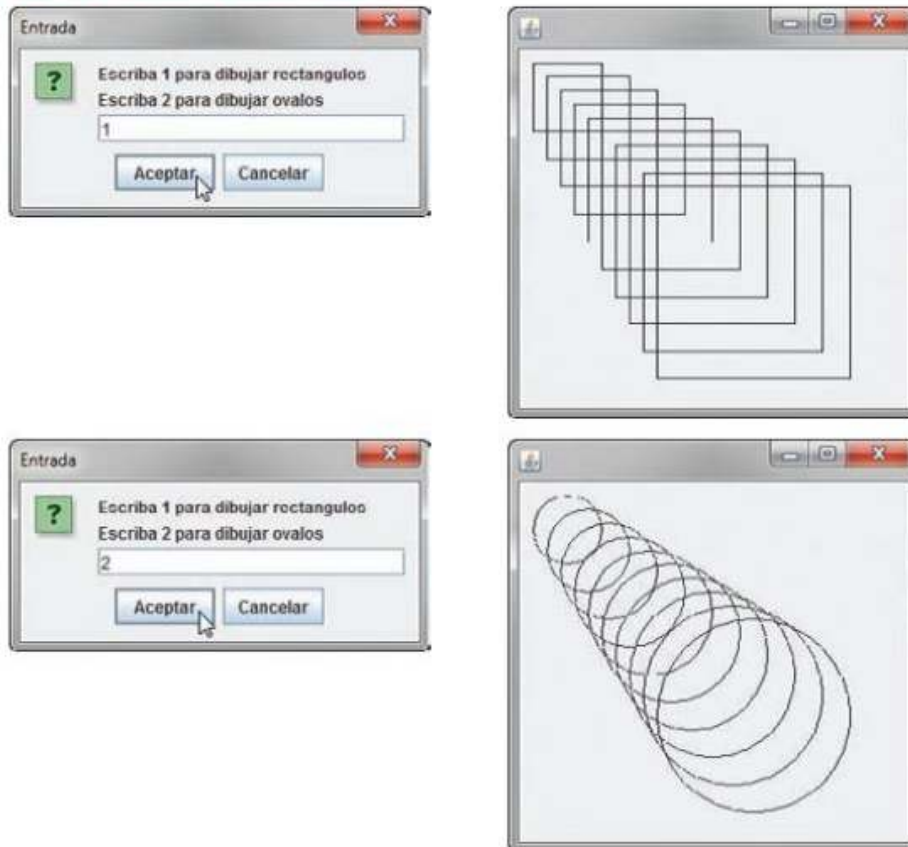 Entrada
Escriba 1 para dibujar rectangulos
Escriba 2 para dibujar ovalos
1
Aceptar
Cancelar
Entrada
Escriba 1 para dibujar rectangulos
Escriba 2 para dibujar ovalos
2
Aceptar
Cancelar